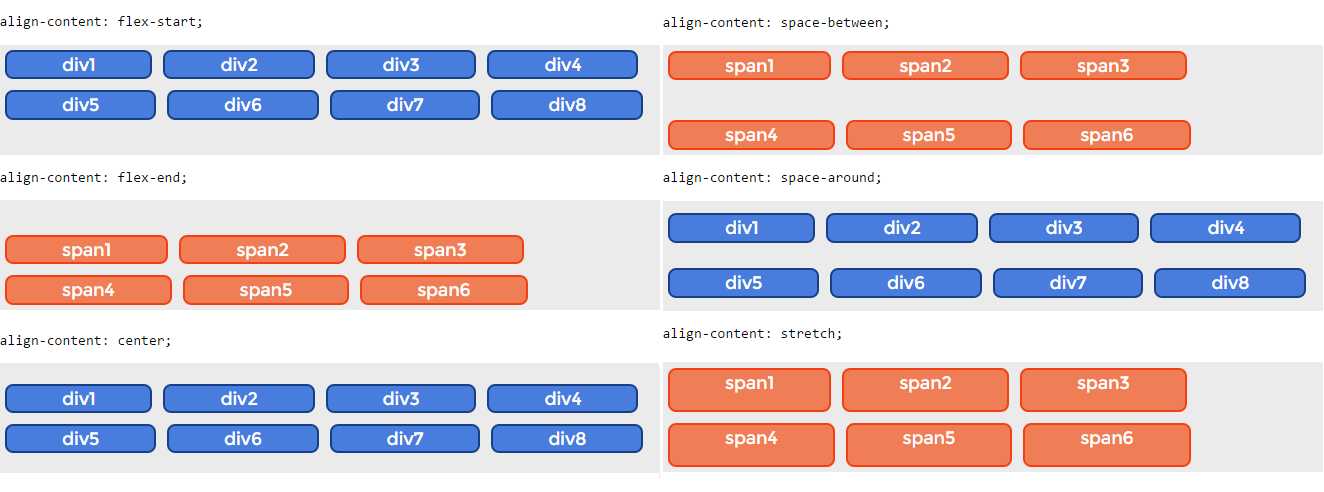 align-content: flex-start;
div1 div2 div3 div4
div5 div6 div7 div8
align-content: flex-end;
span1 span2 span3
span4 span5 span6
align-content: center;
div1 div2 div3 div4
div5 div6 div7 div8
align-content: space-between;
span1 span2 span3
span4 span5 span6
align-content: space-around;
div1 div2 div3 div4
div5 div6 div7 div8
align-content: stretch;
span1 span2 span3
span4 span5 span6